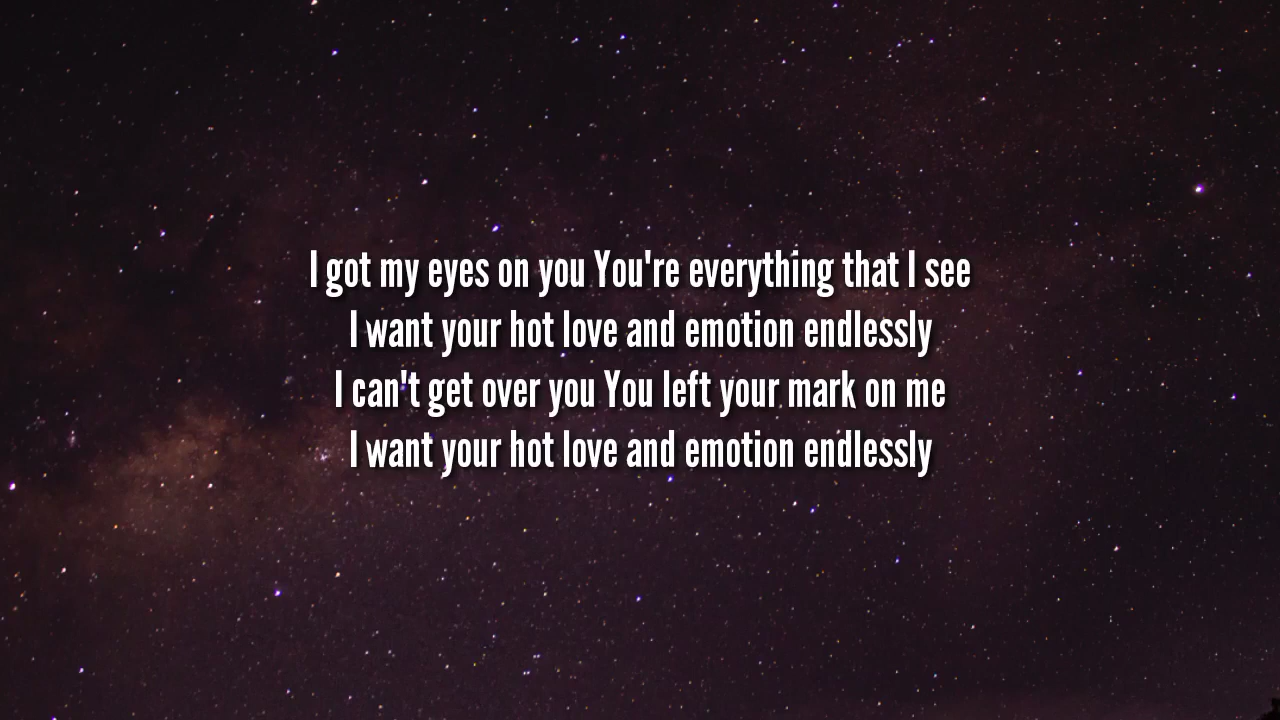 I got my eyes on you You're everything that I see
I want your hot love and emotion endlessly
I can't get over you You left your mark on me
I want your hot love and emotion endlessly